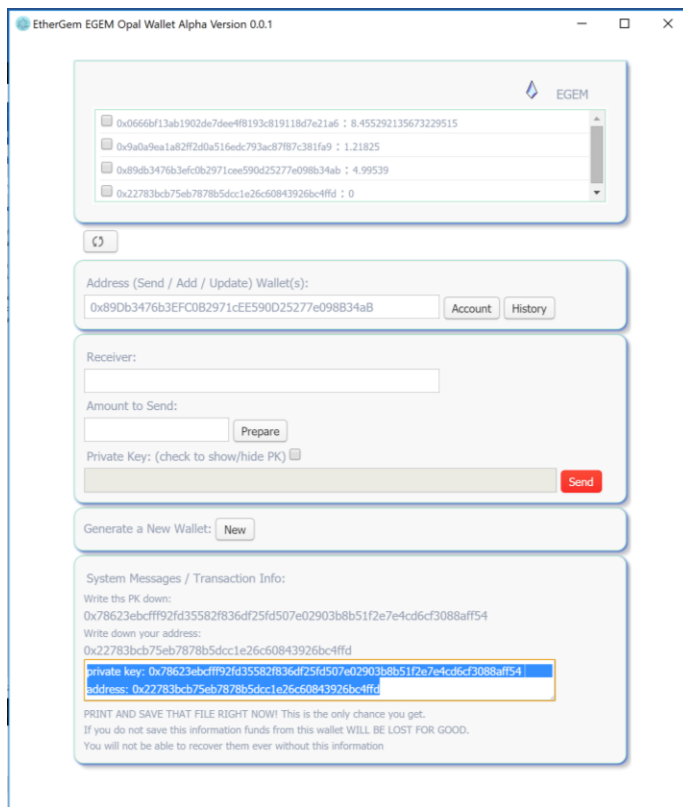 EtherGem EGEM Opal Wallet Alpha Version 0.0.1
EGEM
0x0666bf13ab1902de7dee4f8193c819118d7e21a6 : 8.455292135673229515
0x9a0a9ea1a82ff2d0a516edc793ac87f87c381fa9 : 1.21825
0x89db3476b3efc0b2971cee590d25277e098b34ab : 4.99539
0x22783bcb75eb7878b5dcc1e26c60843926bc4ffd : 0
Address (Send / Add / Update) Wallet(s):
0x89Db3476b3EFC0B2971cEE590D25277e098B34aB
Account
History
Receiver:
Amount to Send:
Prepare
Private Key: (check to show/hide PK)
Send
Generate a New Wallet:
New
System Messages / Transaction Info:
Write ths PK down:
0x78623ebcfff92fd35582f836df25fd507e02903b8b51f2e7e4cd6cf3088aff54
Write down your address:
0x22783bcb75eb7878b5dcc1e26c60843926bc4ffd
private key: 0x78623ebcfff92fd35582f836df25fd507e02903b8b51f2e7e4cd6cf3088aff54
address: 0x22783bcb75eb7878b5dcc1e26c60843926bc4ffd
PRINT AND SAVE THAT FILE RIGHT NOW! This is the only chance you get.
If you do not save this information funds from this wallet WILL BE LOST FOR GOOD.
You will not be able to recover them ever without this information